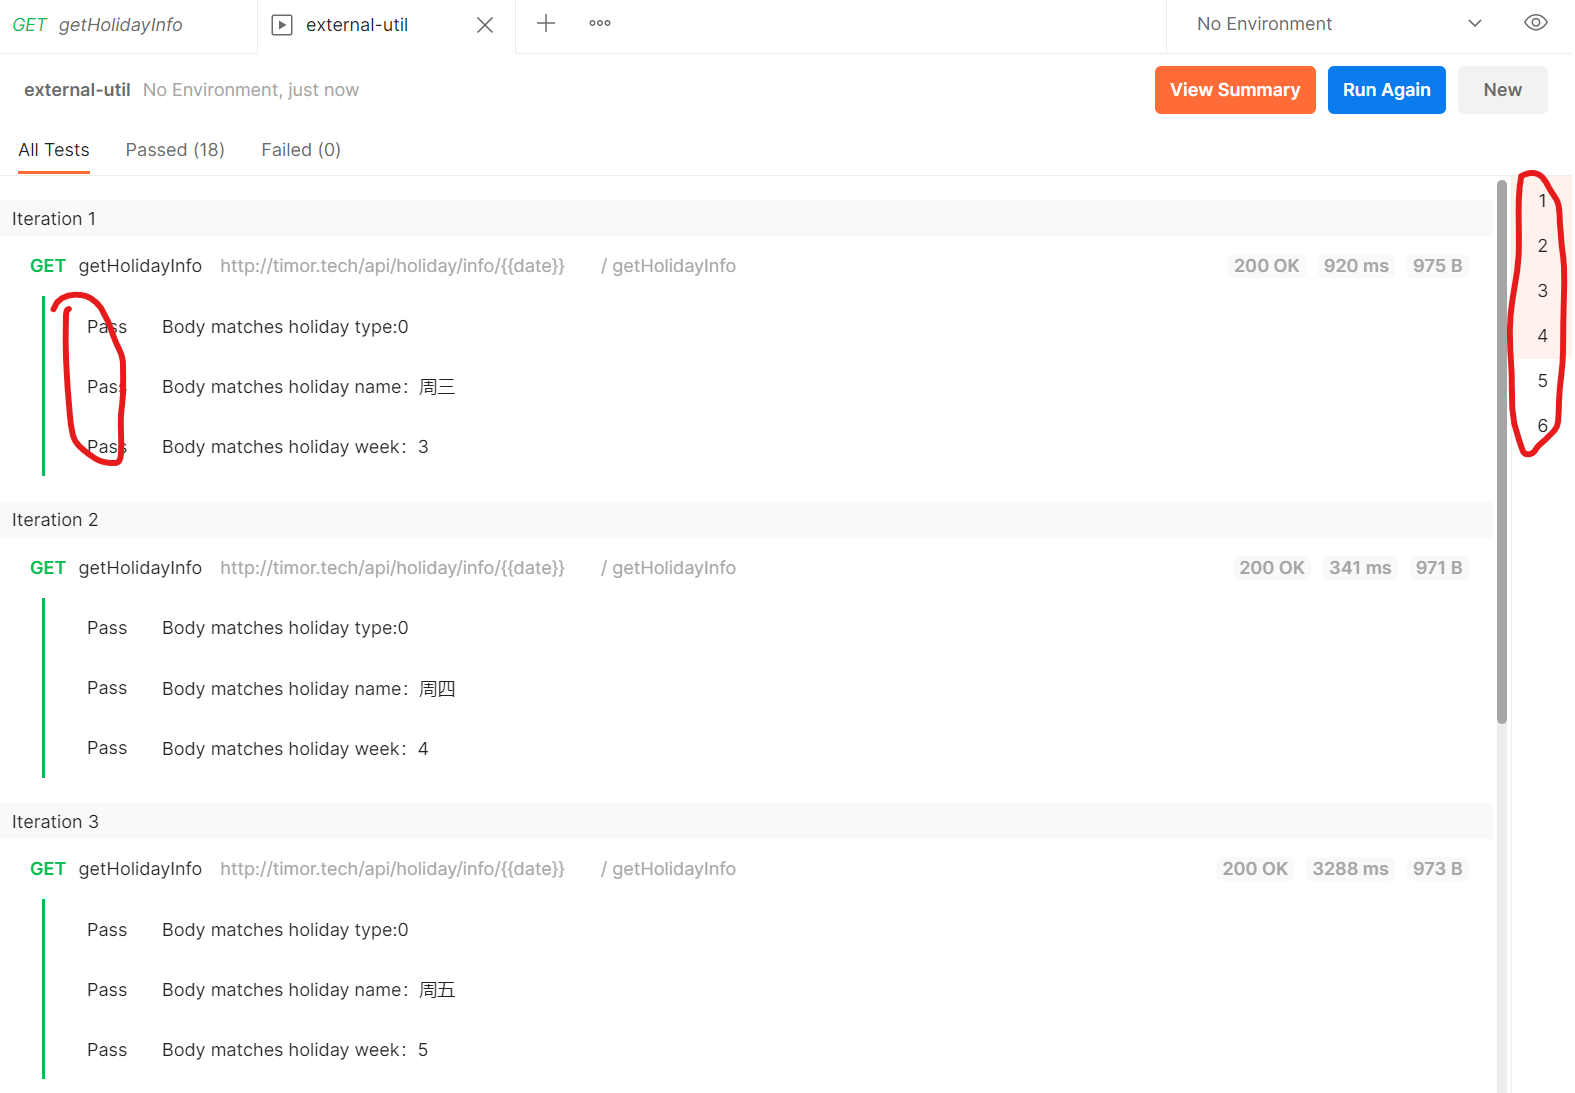 GET getHolidayInfo external-util No Environment
external-util No Environment, just now View Summary Run Again New
All Tests Passed (18) Failed (0)
Iteration 1
GET getHolidayInfo http://timor.tech/api/holiday/info/{{date}} / getHolidayInfo 200 OK 920 ms 975 B
Pass Body matches holiday type:0
Pass Body matches holiday name：周三
Pass Body matches holiday week：3
Iteration 2
GET getHolidayInfo http://timor.tech/api/holiday/info/{{date}} / getHolidayInfo 200 OK 341 ms 971 B
Pass Body matches holiday type:0
Pass Body matches holiday name：周四
Pass Body matches holiday week：4
Iteration 3
GET getHolidayInfo http://timor.tech/api/holiday/info/{{date}} / getHolidayInfo 200 OK 3288 ms 973 B
Pass Body matches holiday type:0
Pass Body matches holiday name：周五
Pass Body matches holiday week：5
1
2
3
4
5
6